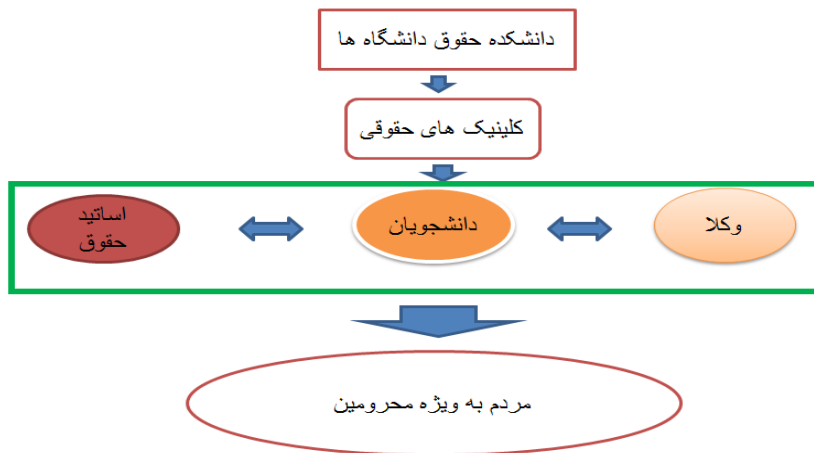 دانشکده حقوق دانشگاه ها
کلینیک های حقوقی
وکلا
دانشجویان
اساتید
حقوق
مردم به ویژه محرومین